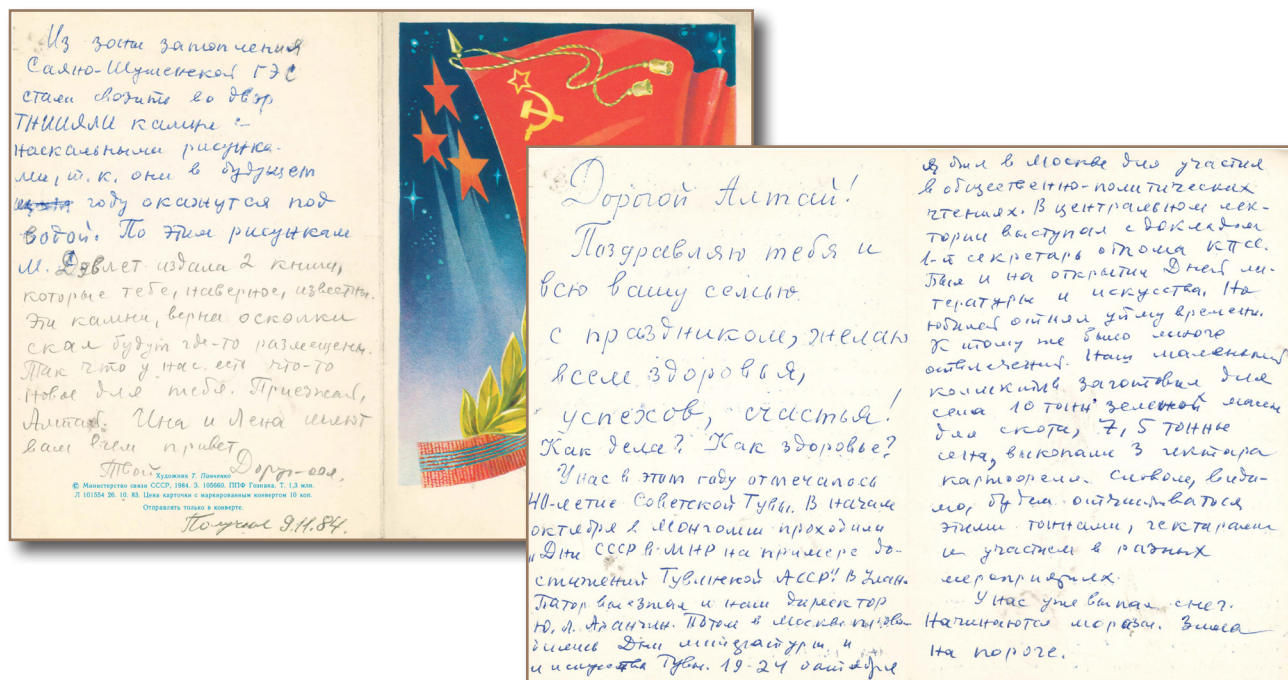 Из зоны затопления
Саяно-Шушенской ГЭС
стали свозить во двор
ТНИИЯЛИ камни с
наскальными рисунка-
ми, т.к. они в будущем
году окажутся под
водой. По этим рисункам
М. Дэвлет издала 2 книги,
которые тебе, наверное, известны.
Эти камни, верна осколки
скал будут где-то размещены.
Так что у нас есть что-то
новое для тебя. Приезжай,
Алтай. Ина и Лена шлют
вам всем привет
Твой Доруг-оол.
Художник Т. Панченко
© Министерство связи СССР, 1984. З. 105660. ППФ Гознака. Т. 1,3 млн.
Л 101554 26. 10. 83. Цена карточки с маркированным конвертом 10 коп.
Отправлять только в конверте.
Получил 9.11.84.
Дорогой Алтай!
Поздравляю тебя и
всю вашу семью
с праздником, желаю
всем здоровья,
успехов, счастья!
Как дела? Как здоровье?
У нас в этом году отмечалось
40-летие Советской Тувы. В начале
октября в Монголии проходили
„Дни СССР в МНР на примере до-
стижений Тувинской АССР". В Улан-
Батор выезжал и наш директор
Ю. Л. Аранчын. Потом в Москве
Дни литературы и
и искусства Тувы. 19-24 октября
я был в Москве для участия
в общественно-политических
чтениях. В центральном лек-
тории выступал с докладом
1-й секретарь обкома КПСС.
Был и на открытии Дней ли-
тературы и искусства. На
юбилей отнял уйму времени.
К тому же было много
отвлечений. Наш маленький
коллектив заготовил для
сена 10 тонн зеленой массы
для скота, 7,5 тонны
сена, выкопали 3 гектара
картофеля. Словом, види-
мо, будем отчитываться
этими тоннами, гектарами
и участием в разных
мероприятиях.
У нас уже выпал снег.
Начинаются морозы. Зима
на пороге.